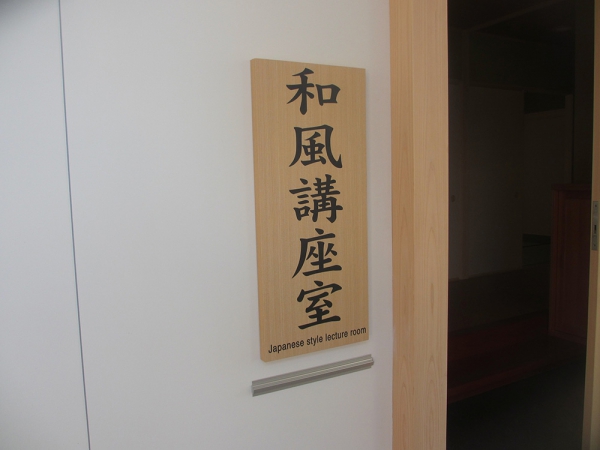 和風講座室
Japanese style lecture room